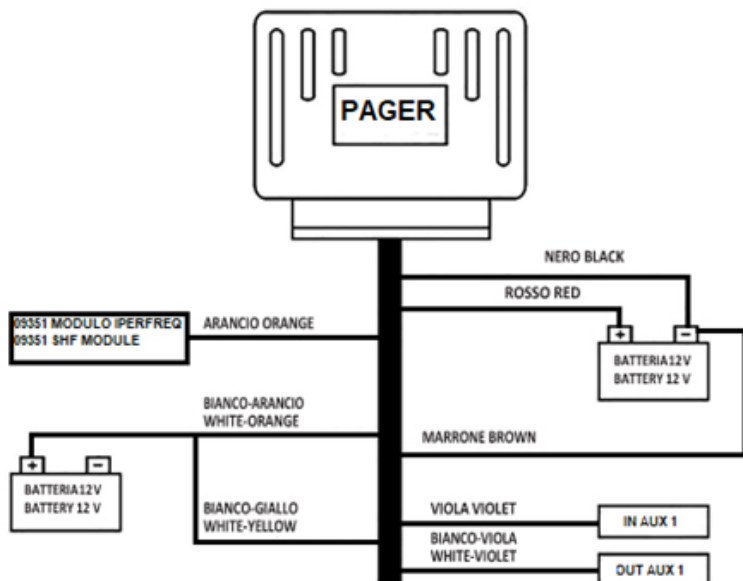 PAGER
NERO BLACK
ROSSO RED
09351 MODULO IPERFREQ
09351 SHF MODULE
ARANCIO ORANGE
+ −
BATTERIA12V
BATTERY 12 V
BIANCO-ARANCIO
WHITE-ORANGE
MARRONE BROWN
+ −
BATTERIA12V
BATTERY 12 V
BIANCO-GIALLO
WHITE-YELLOW
VIOLA VIOLET
IN AUX 1
BIANCO-VIOLA
WHITE-VIOLET
OUT AUX 1